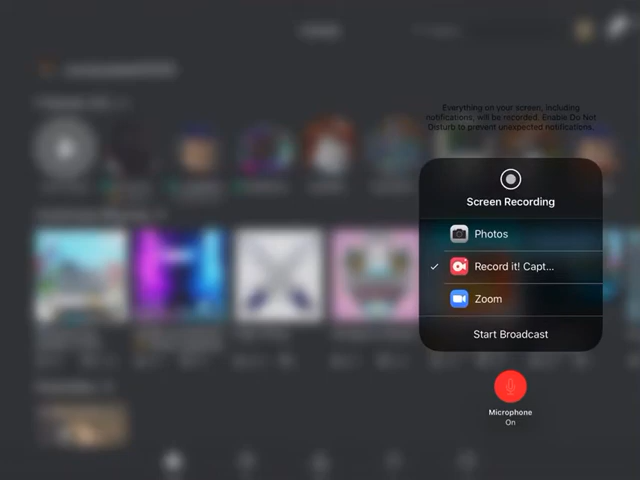 Everything on your screen, including
notifications, will be recorded. Enable Do Not
Disturb to prevent unexpected notifications.
Screen Recording
Photos
Record it! Capt...
Zoom
Start Broadcast
Microphone
On